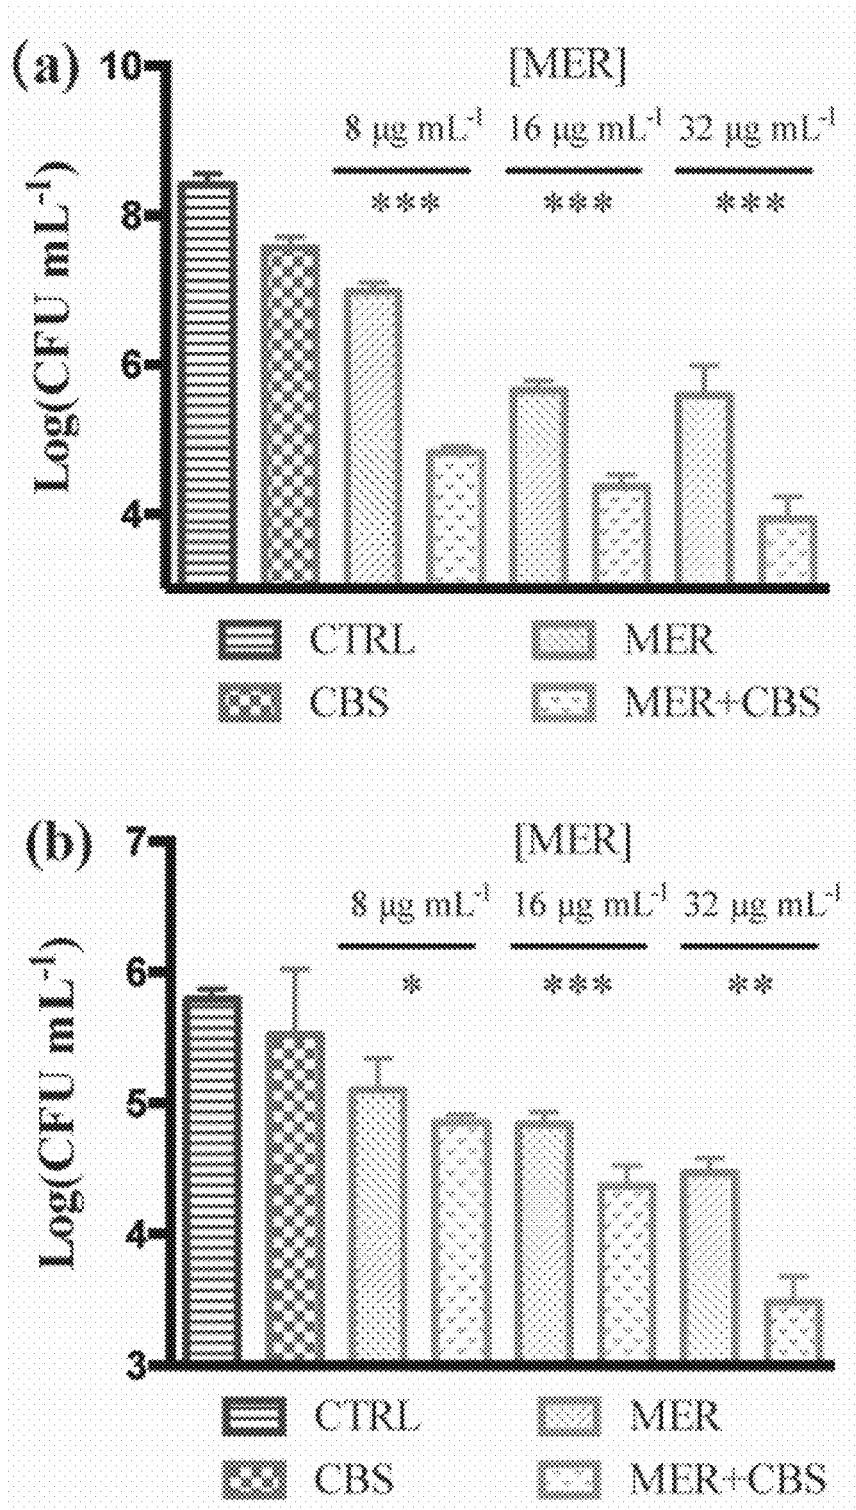 (a)
[MER]
8 µg mL⁻¹ 16 µg mL⁻¹ 32 µg mL⁻¹
*** *** ***
Log(CFU mL⁻¹)
10
8
6
4
CTRL MER
CBS MER+CBS
(b)
[MER]
8 µg mL⁻¹ 16 µg mL⁻¹ 32 µg mL⁻¹
* *** **
Log(CFU mL⁻¹)
7
6
5
4
3
CTRL MER
CBS MER+CBS